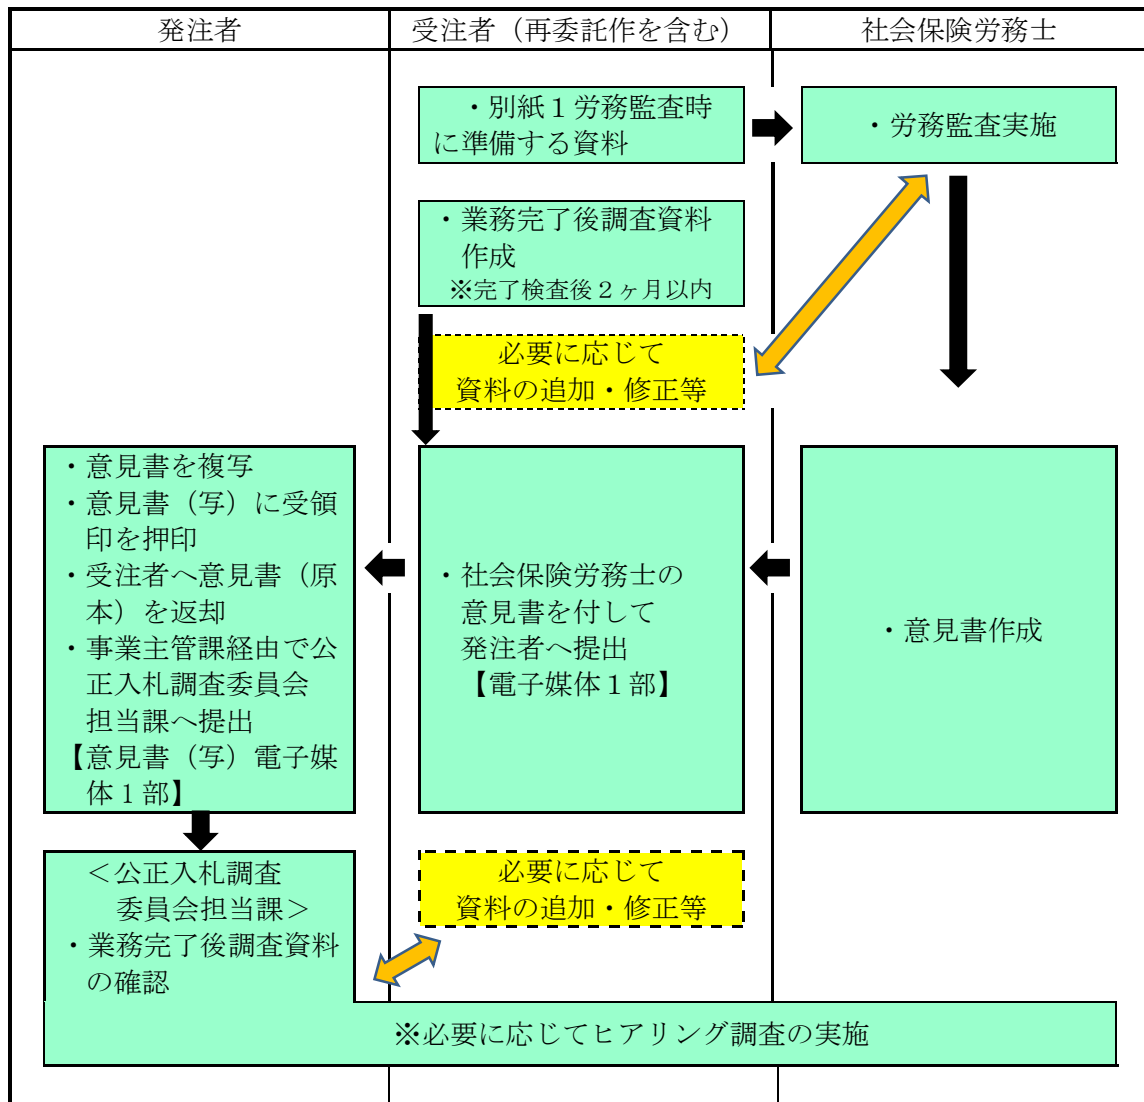 発注者
受注者（再委託作を含む）
社会保険労務士
・別紙１労務監査時
に準備する資料
・労務監査実施
・業務完了後調査資料
作成
※完了検査後２ヶ月以内
必要に応じて
資料の追加・修正等
・意見書を複写
・意見書（写）に受領
印を押印
・受注者へ意見書（原
本）を返却
・事業主管課経由で公
正入札調査委員会
担当課へ提出
【意見書（写）電子媒
体１部】
・社会保険労務士の
意見書を付して
発注者へ提出
【電子媒体１部】
・意見書作成
＜公正入札調査
委員会担当課＞
・業務完了後調査資料
の確認
必要に応じて
資料の追加・修正等
※必要に応じてヒアリング調査の実施